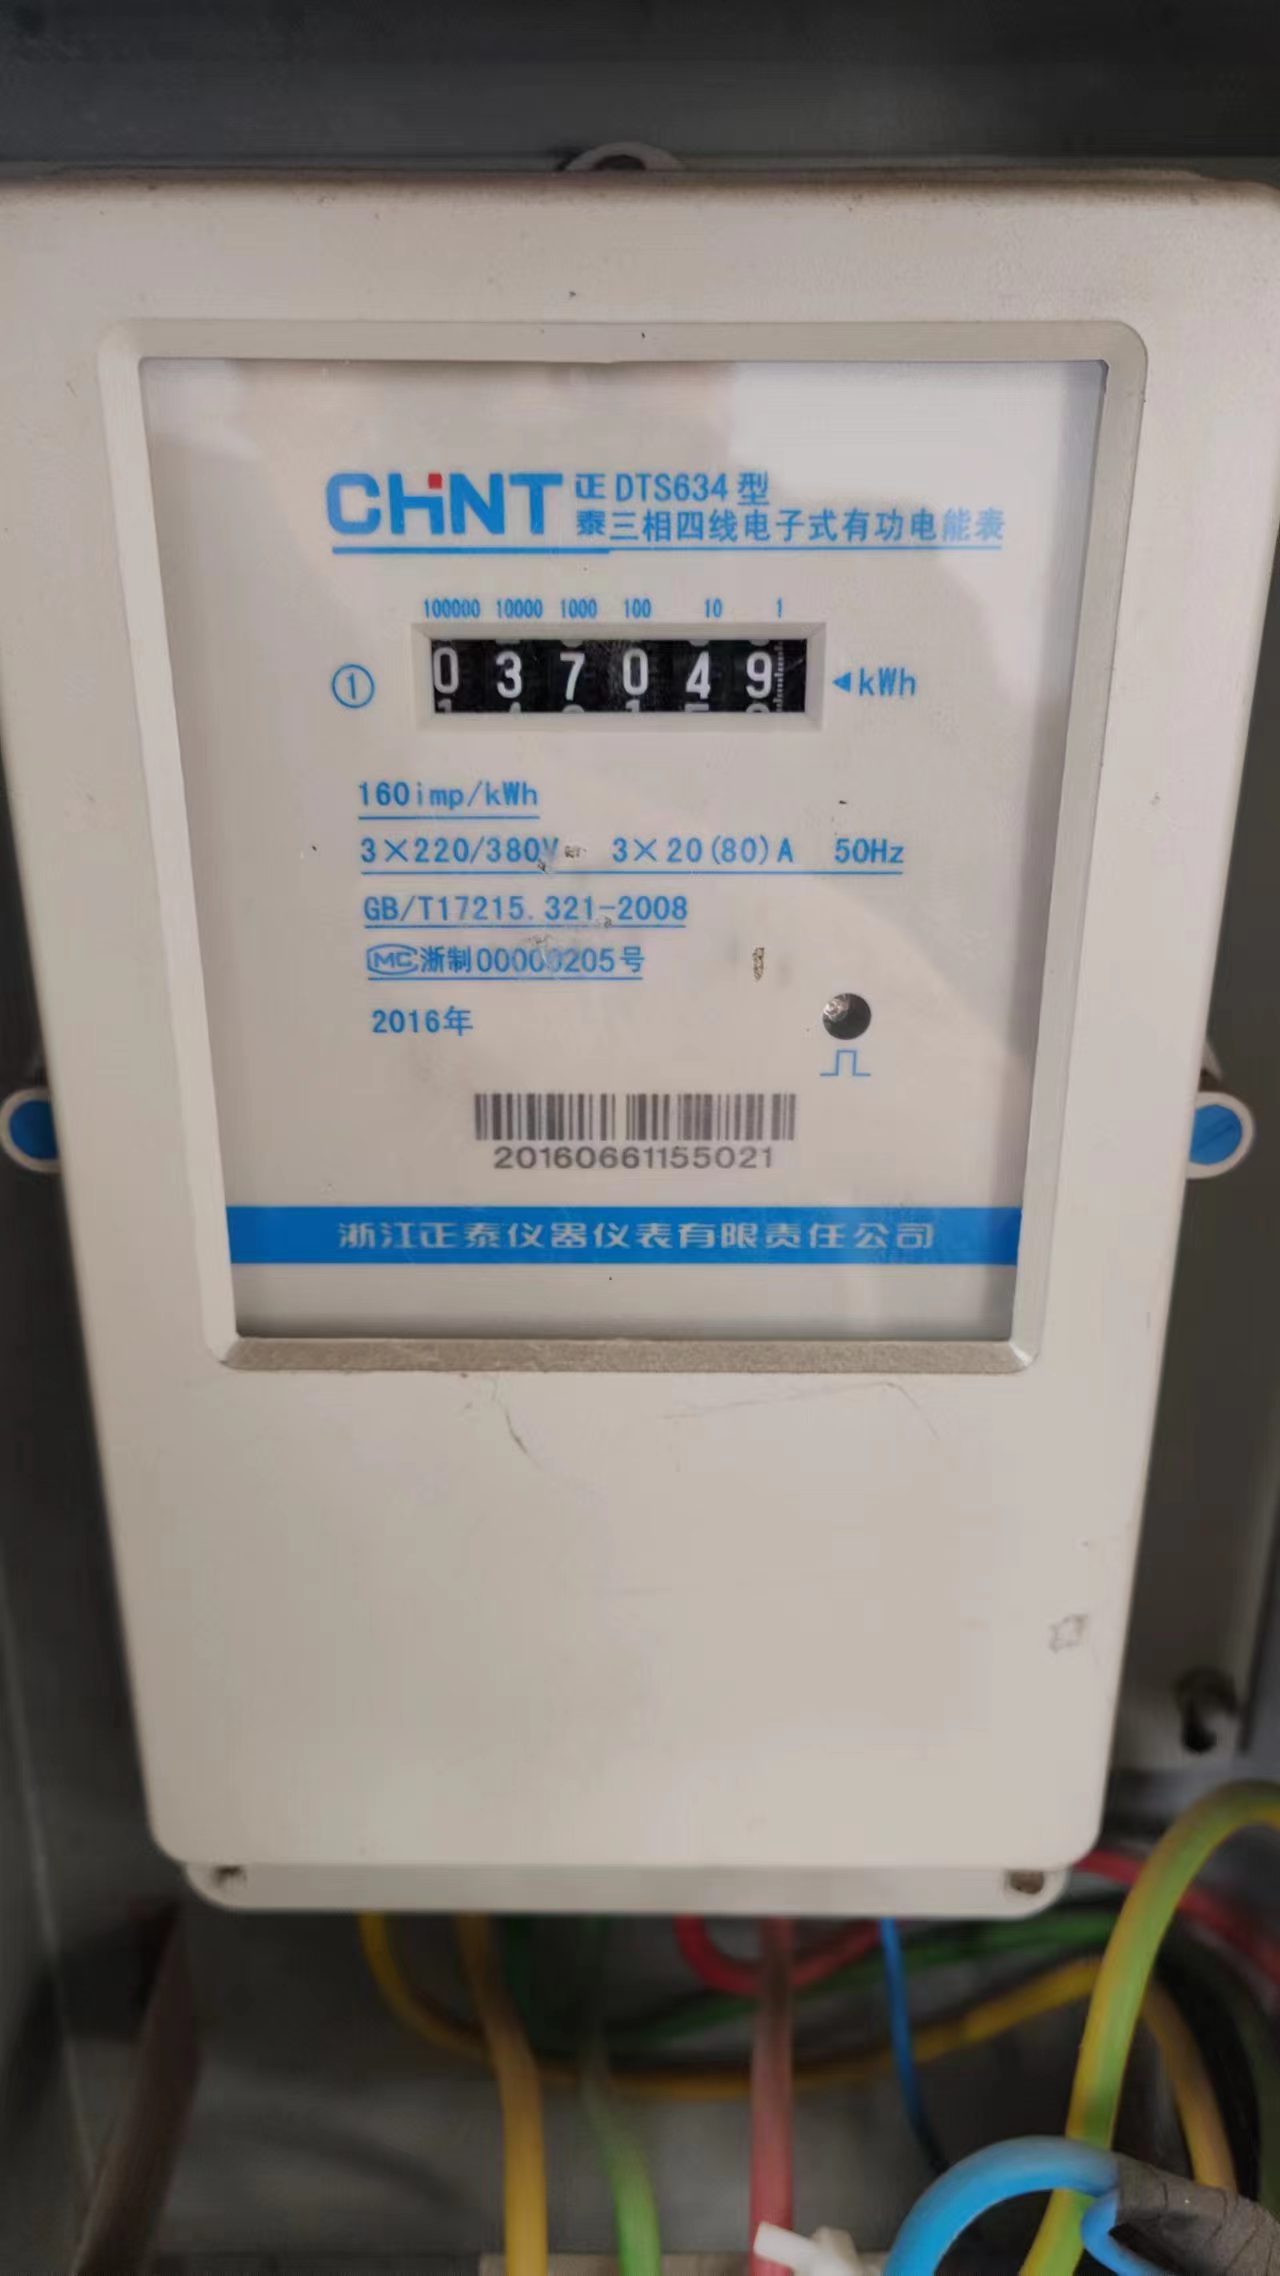 CHNT 正泰 DTS634型
三相四线电子式有功电能表
100000 10000 1000 100 10 1
① 037049 ◄kWh
160imp/kWh
3×220/380V 3×20(80)A 50Hz
GB/T17215.321-2008
MC 浙制00000205号
2016年
20160661155021
浙江正泰仪器仪表有限责任公司